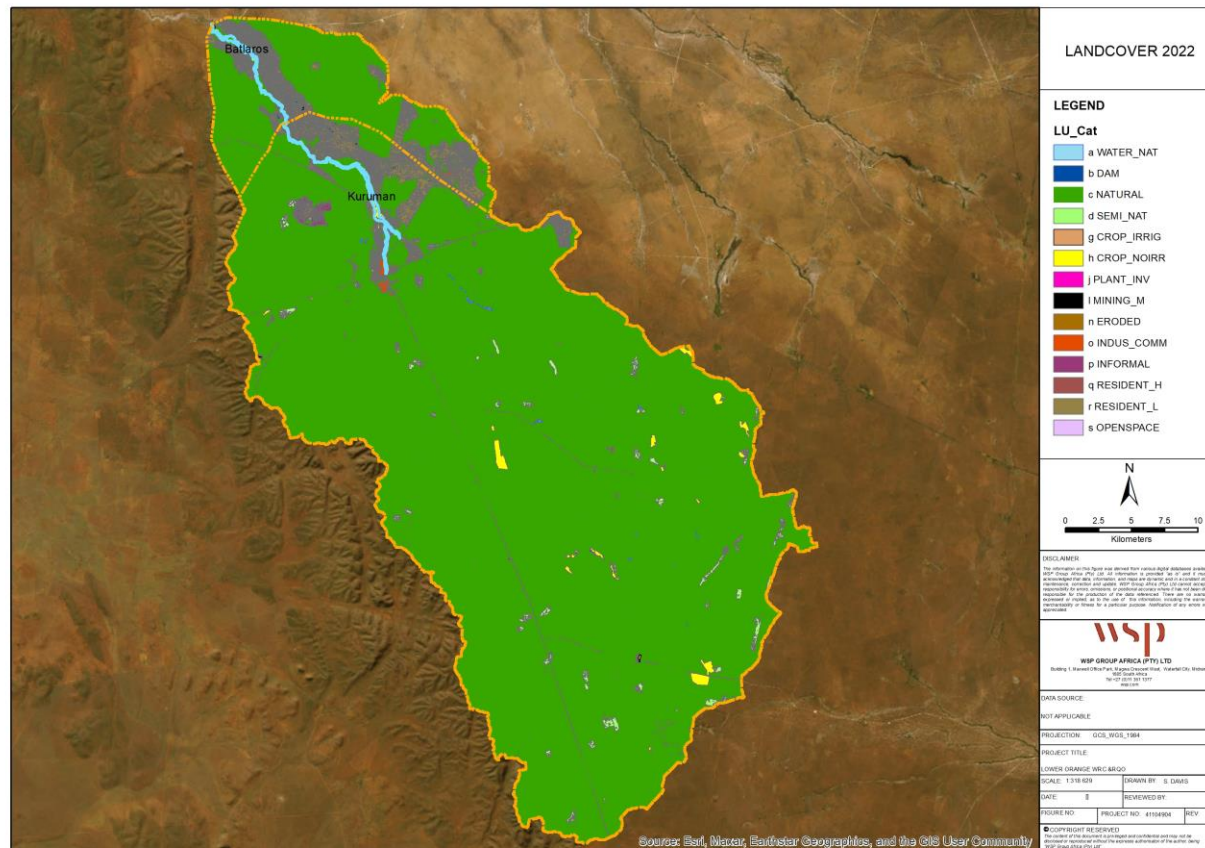 Batlaros
Kuruman
Source: Esri, Maxar, Earthstar Geographics, and the GIS User Community
LANDCOVER 2022
LEGEND
LU_Cat
a WATER_NAT
b DAM
c NATURAL
d SEMI_NAT
g CROP_IRRIG
h CROP_NOIRR
j PLANT_INV
l MINING_M
n ERODED
o INDUS_COMM
p INFORMAL
q RESIDENT_H
r RESIDENT_L
s OPENSPACE
N
0 2.5 5 7.5 10
Kilometers
DISCLAIMER
wsp
WSP GROUP AFRICA (PTY) LTD
DATA SOURCE:
NOT APPLICABLE
PROJECTION: GCS_WGS_1984
PROJECT TITLE:
LOWER ORANGE WRC &RQO
SCALE: 1:318 629 DRAWN BY: S. DAVIS
DATE: REVIEWED BY:
FIGURE NO: PROJECT NO: 41104904 REV:
© COPYRIGHT RESERVED